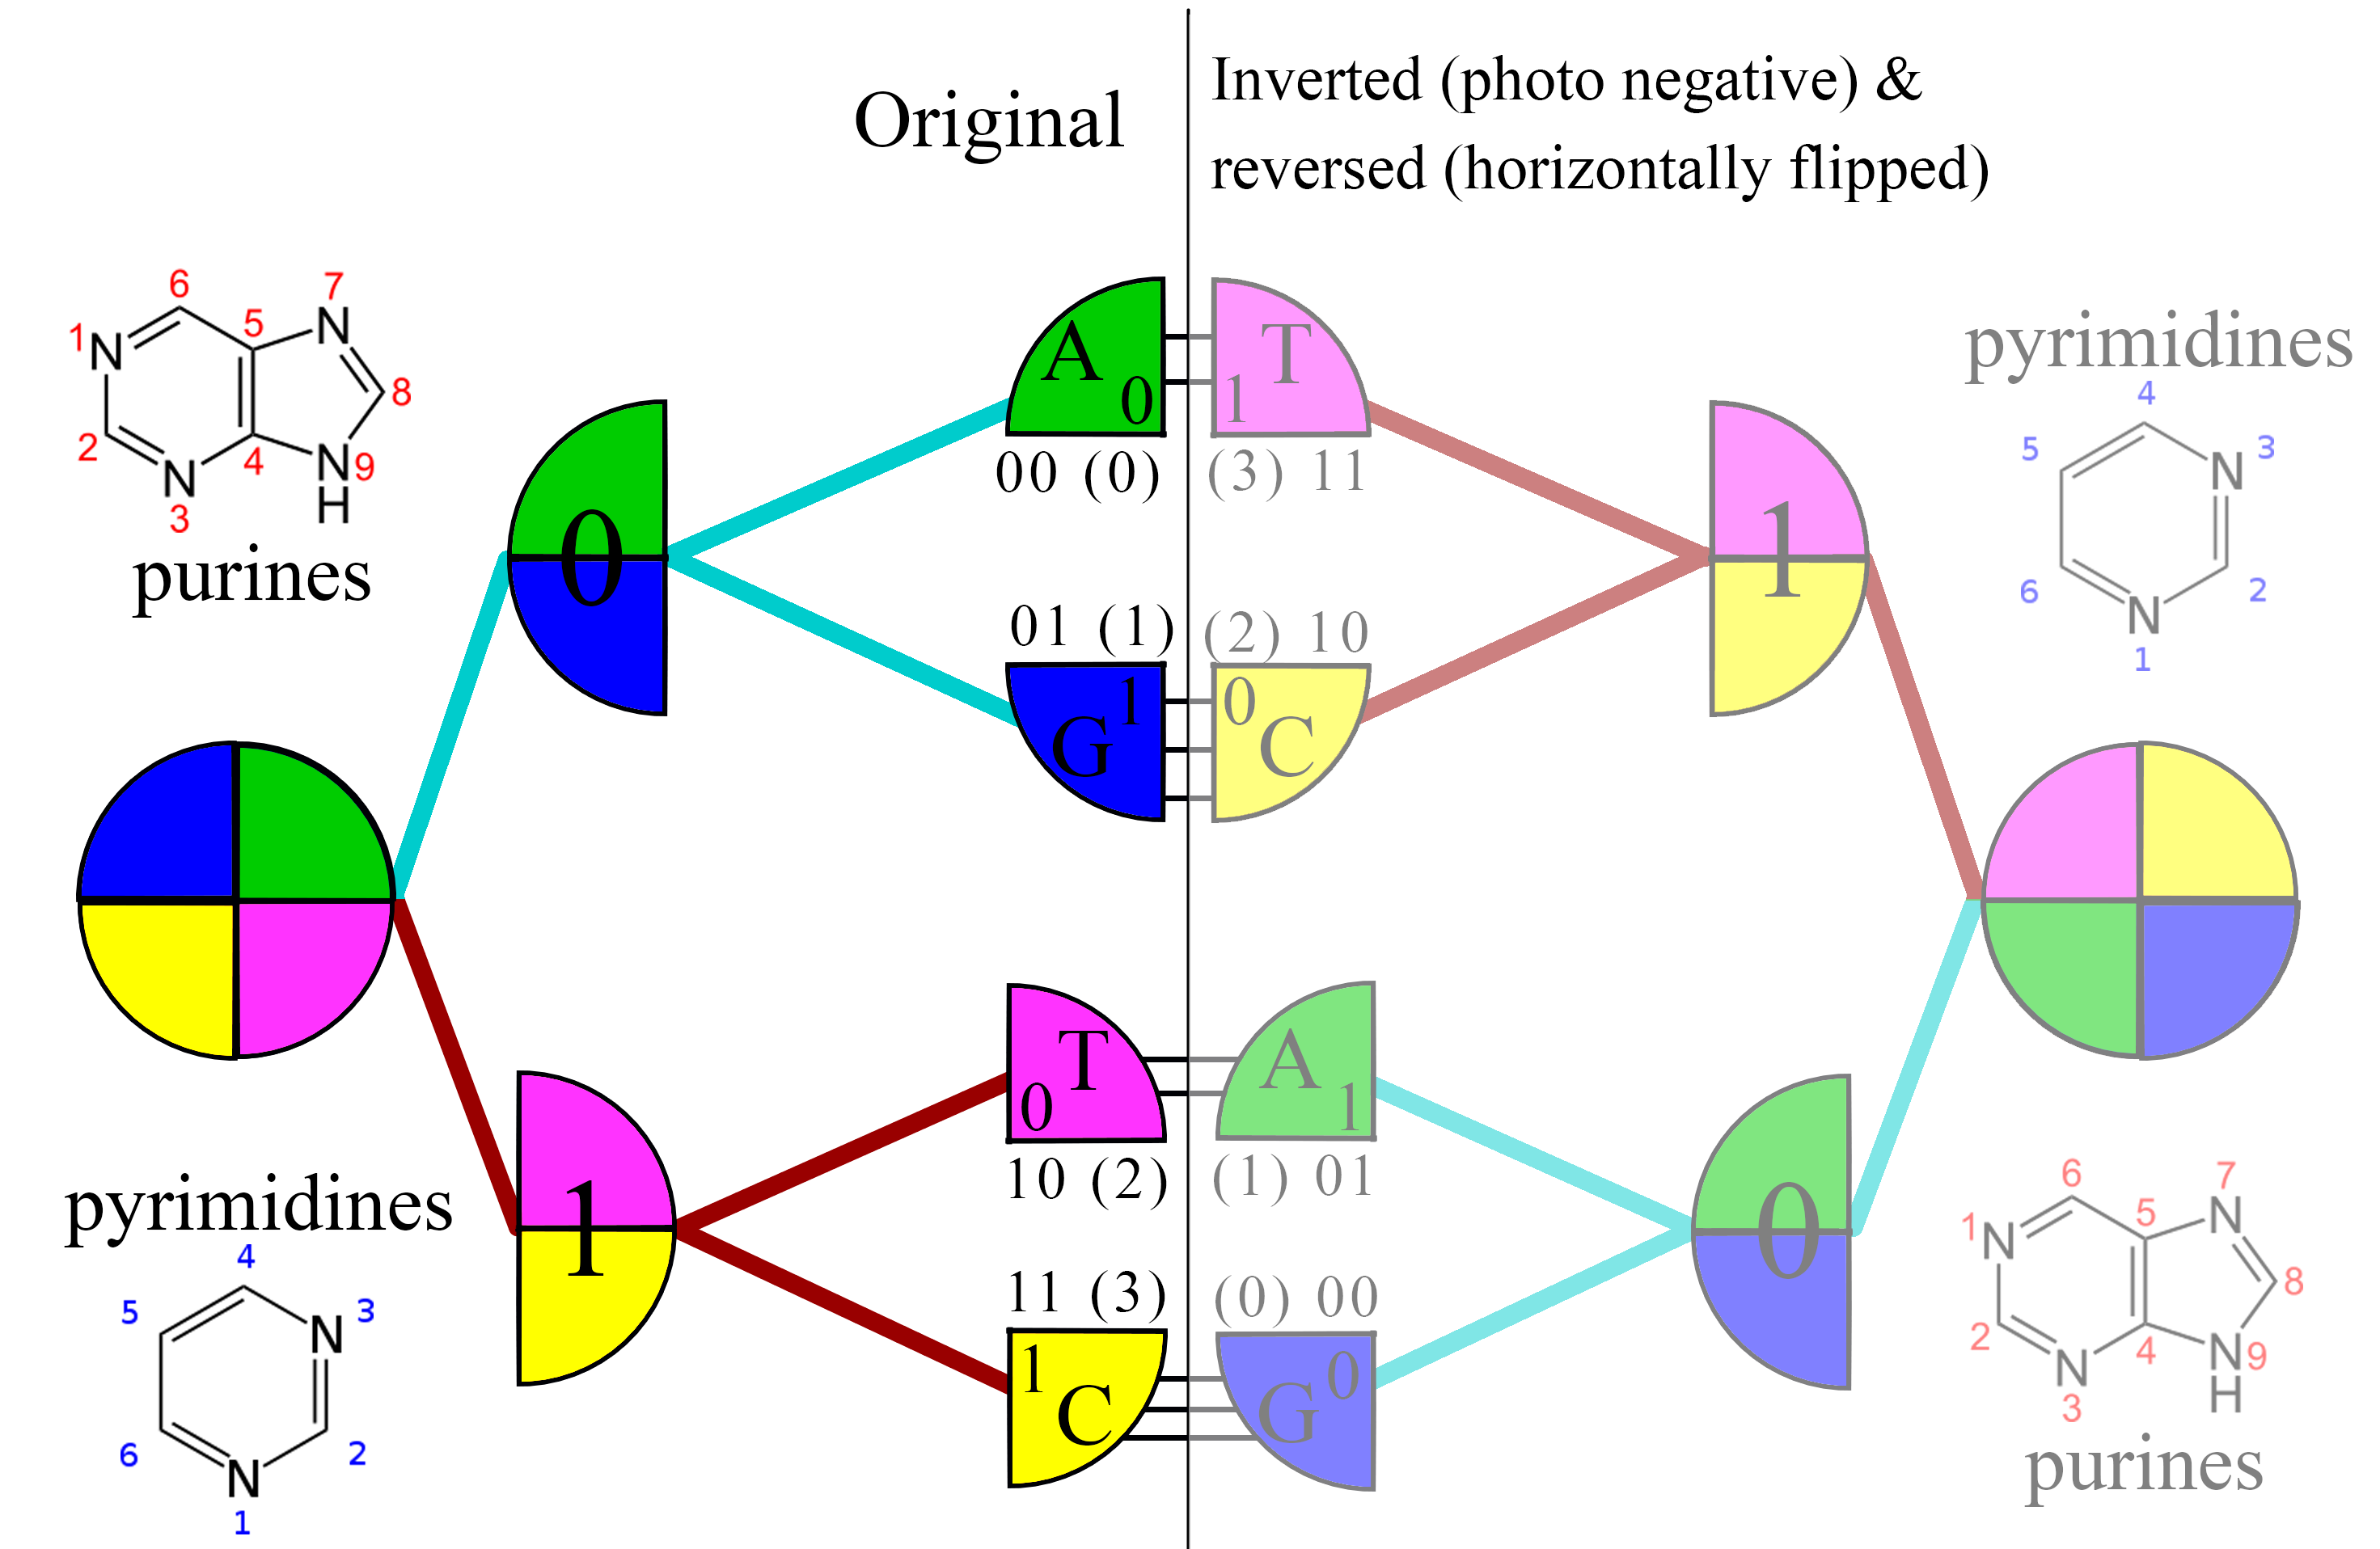 Original
Inverted (photo negative) &
reversed (horizontally flipped)
6
7
1
N
5
N
8
2
N
4
N
9
3
H
purines
0
A
0
00 (0)
01 (1)
1
G
T
1
(3) 11
(2) 10
0
C
1
pyrimidines
4
5
3
N
6
N
2
1
pyrimidines
4
5
3
N
6
N
2
1
1
T
0
10 (2)
11 (3)
1
C
A
1
(1) 01
(0) 00
0
G
0
6
7
1
N
5
N
8
2
N
4
N
9
3
H
purines